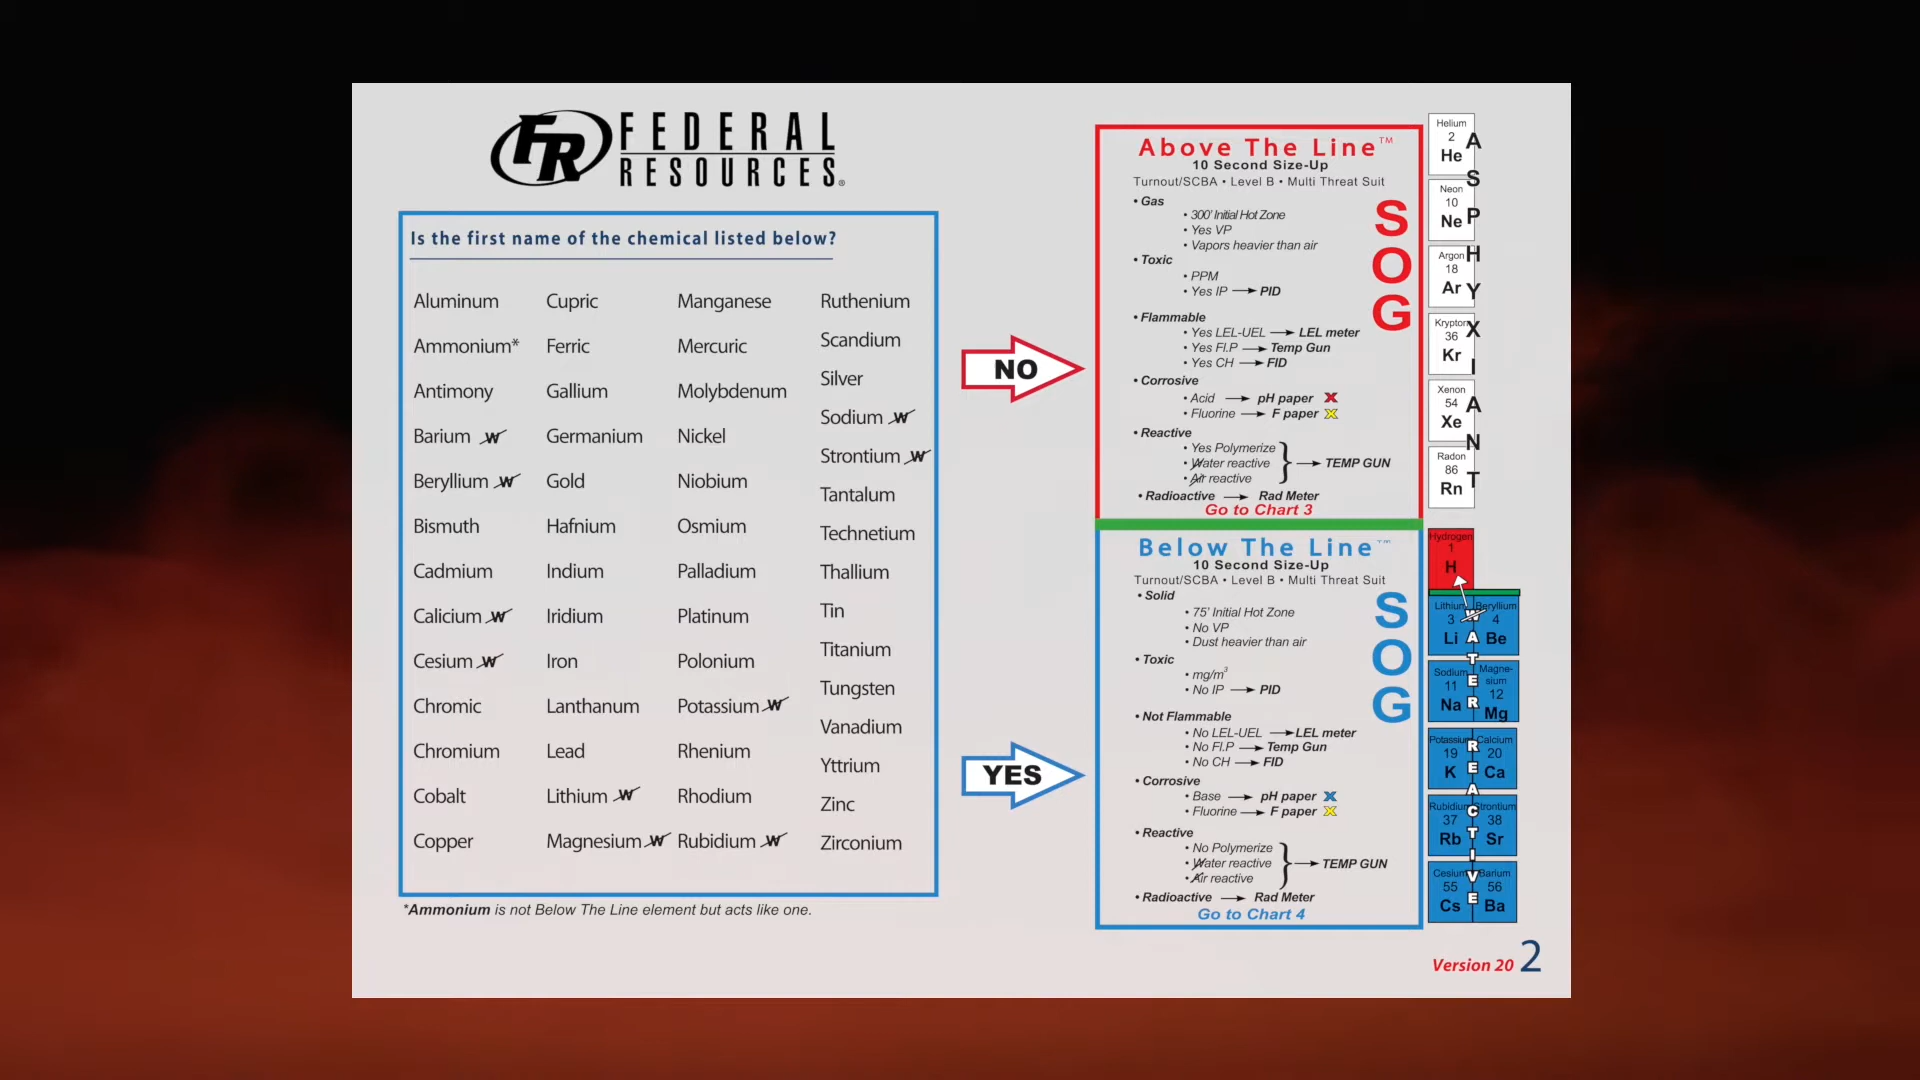 FR FEDERAL
RESOURCES®
Is the first name of the chemical listed below?
Aluminum
Ammonium*
Antimony
Barium W
Beryllium W
Bismuth
Cadmium
Calicium W
Cesium W
Chromic
Chromium
Cobalt
Copper
Cupric
Ferric
Gallium
Germanium
Gold
Hafnium
Indium
Iridium
Iron
Lanthanum
Lead
Lithium W
Magnesium W
Manganese
Mercuric
Molybdenum
Nickel
Niobium
Osmium
Palladium
Platinum
Polonium
Potassium W
Rhenium
Rhodium
Rubidium W
Ruthenium
Scandium
Silver
Sodium W
Strontium W
Tantalum
Technetium
Thallium
Tin
Titanium
Tungsten
Vanadium
Yttrium
Zinc
Zirconium
*Ammonium is not Below The Line element but acts like one.
NO
YES
Above The Line™
10 Second Size-Up
Turnout/SCBA • Level B • Multi Threat Suit
• Gas
• 300' Initial Hot Zone
• Yes VP
• Vapors heavier than air
• Toxic
• PPM
• Yes IP → PID
• Flammable
• Yes LEL-UEL → LEL meter
• Yes Fl.P → Temp Gun
• Yes CH → FID
• Corrosive
• Acid → pH paper X
• Fluorine → F paper X
• Reactive
• Yes Polymerize
• Water reactive } → TEMP GUN
• Air reactive
• Radioactive → Rad Meter
Go to Chart 3
SOG
Below The Line™
10 Second Size-Up
Turnout/SCBA • Level B • Multi Threat Suit
• Solid
• 75' Initial Hot Zone
• No VP
• Dust heavier than air
• Toxic
• mg/m³
• No IP → PID
• Not Flammable
• No LEL-UEL → LEL meter
• No Fl.P → Temp Gun
• No CH → FID
• Corrosive
• Base → pH paper X
• Fluorine → F paper X
• Reactive
• No Polymerize
• Water reactive } → TEMP GUN
• Air reactive
• Radioactive → Rad Meter
Go to Chart 4
SOG
Helium
2
He
Neon
10
Ne
Argon
18
Ar
Krypton
36
Kr
Xenon
54
Xe
Radon
86
Rn
ASPHYXIANT
Hydrogen
1
H
Lithium Beryllium
3 4
Li Be
Sodium Magne-
sium
11 12
Na Mg
Potassium Calcium
19 20
K Ca
Rubidium Strontium
37 38
Rb Sr
Cesium Barium
55 56
Cs Ba
WATER REACTIVE
Version 20 2